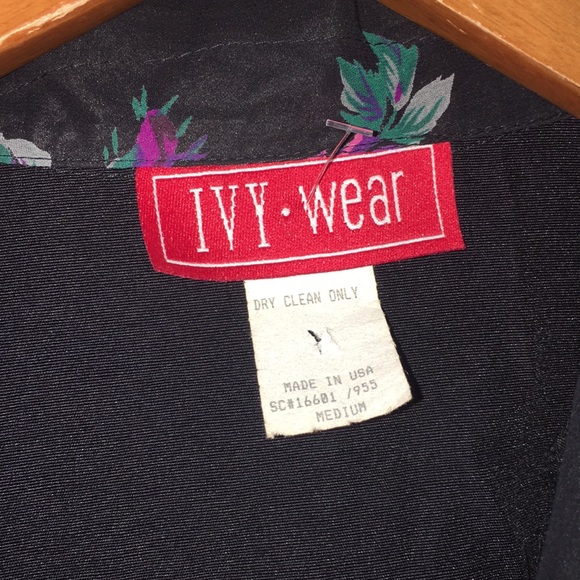 IVY·wear
DRY CLEAN ONLY
MADE IN USA
SC#16601 /955
MEDIUM